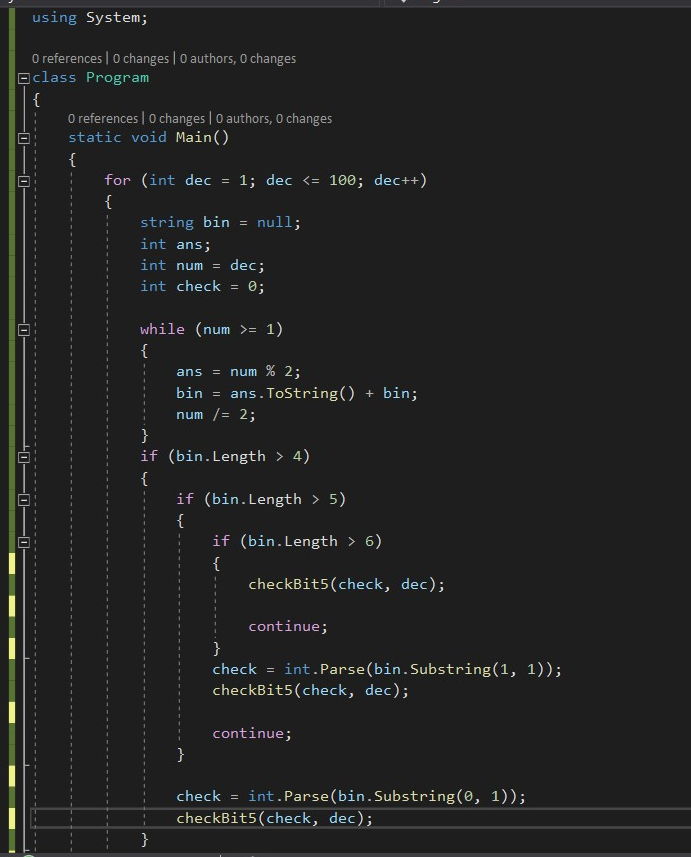 using System;
0 references | 0 changes | 0 authors, 0 changes
class Program
{
0 references | 0 changes | 0 authors, 0 changes
static void Main()
{
for (int dec = 1; dec <= 100; dec++)
{
string bin = null;
int ans;
int num = dec;
int check = 0;
while (num >= 1)
{
ans = num % 2;
bin = ans.ToString() + bin;
num /= 2;
}
if (bin.Length > 4)
{
if (bin.Length > 5)
{
if (bin.Length > 6)
{
checkBit5(check, dec);
continue;
}
check = int.Parse(bin.Substring(1, 1));
checkBit5(check, dec);
continue;
}
check = int.Parse(bin.Substring(0, 1));
checkBit5(check, dec);
}